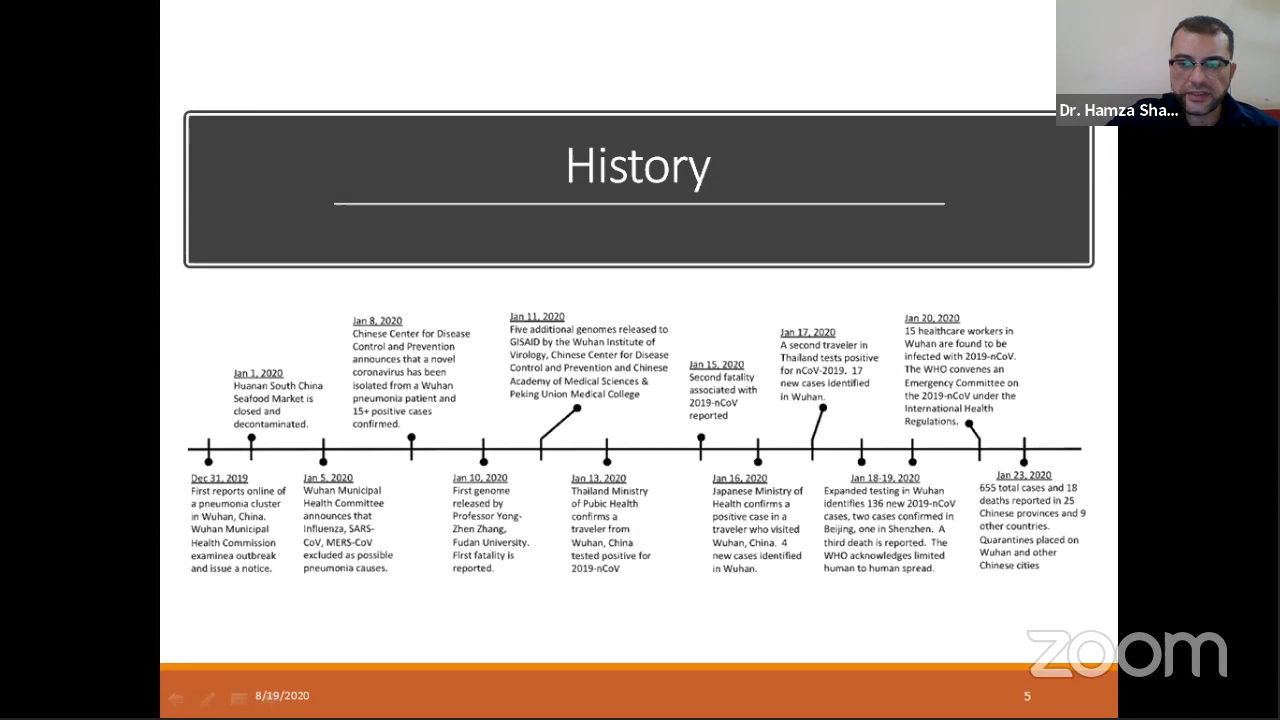 Dr. Hamza Sha...
History
Jan 1, 2020
Huanan South China
Seafood Market is
closed and
decontaminated.
Jan 8, 2020
Chinese Center for Disease
Control and Prevention
announces that a novel
coronavirus has been
isolated from a Wuhan
pneumonia patient and
15+ positive cases
confirmed.
Jan 11, 2020
Five additional genomes released to
GISAID by the Wuhan Institute of
Virology, Chinese Center for Disease
Control and Prevention and Chinese
Academy of Medical Sciences &
Peking Union Medical College
Jan 15, 2020
Second fatality
associated with
2019-nCoV
reported
Jan 17, 2020
A second traveler in
Thailand tests positive
for nCoV-2019. 17
new cases identified
in Wuhan.
Jan 20, 2020
15 healthcare workers in
Wuhan are found to be
infected with 2019-nCoV.
The WHO convenes an
Emergency Committee on
the 2019-nCoV under the
International Health
Regulations.
Dec 31, 2019
First reports online of
a pneumonia cluster
in Wuhan, China.
Wuhan Municipal
Health Commission
examinea outbreak
and issue a notice.
Jan 5, 2020
Wuhan Municipal
Health Committee
announces that
Influenza, SARS-
CoV, MERS-CoV
excluded as possible
pneumonia causes.
Jan 10, 2020
First genome
released by
Professor Yong-
Zhen Zhang,
Fudan University.
First fatality is
reported.
Jan 13, 2020
Thailand Ministry
of Pubic Health
confirms a
traveler from
Wuhan, China
tested positive for
2019-nCoV
Jan 16, 2020
Japanese Ministry of
Health confirms a
positive case in a
traveler who visited
Wuhan, China. 4
new cases identified
in Wuhan.
Jan 18-19, 2020
Expanded testing in Wuhan
identifies 136 new 2019-nCoV
cases, two cases confirmed in
Beijing, one in Shenzhen. A
third death is reported. The
WHO acknowledges limited
human to human spread.
Jan 23, 2020
655 total cases and 18
deaths reported in 25
Chinese provinces and 9
other countries.
Quarantines placed on
Wuhan and other
Chinese cities
zoom
8/19/2020
5